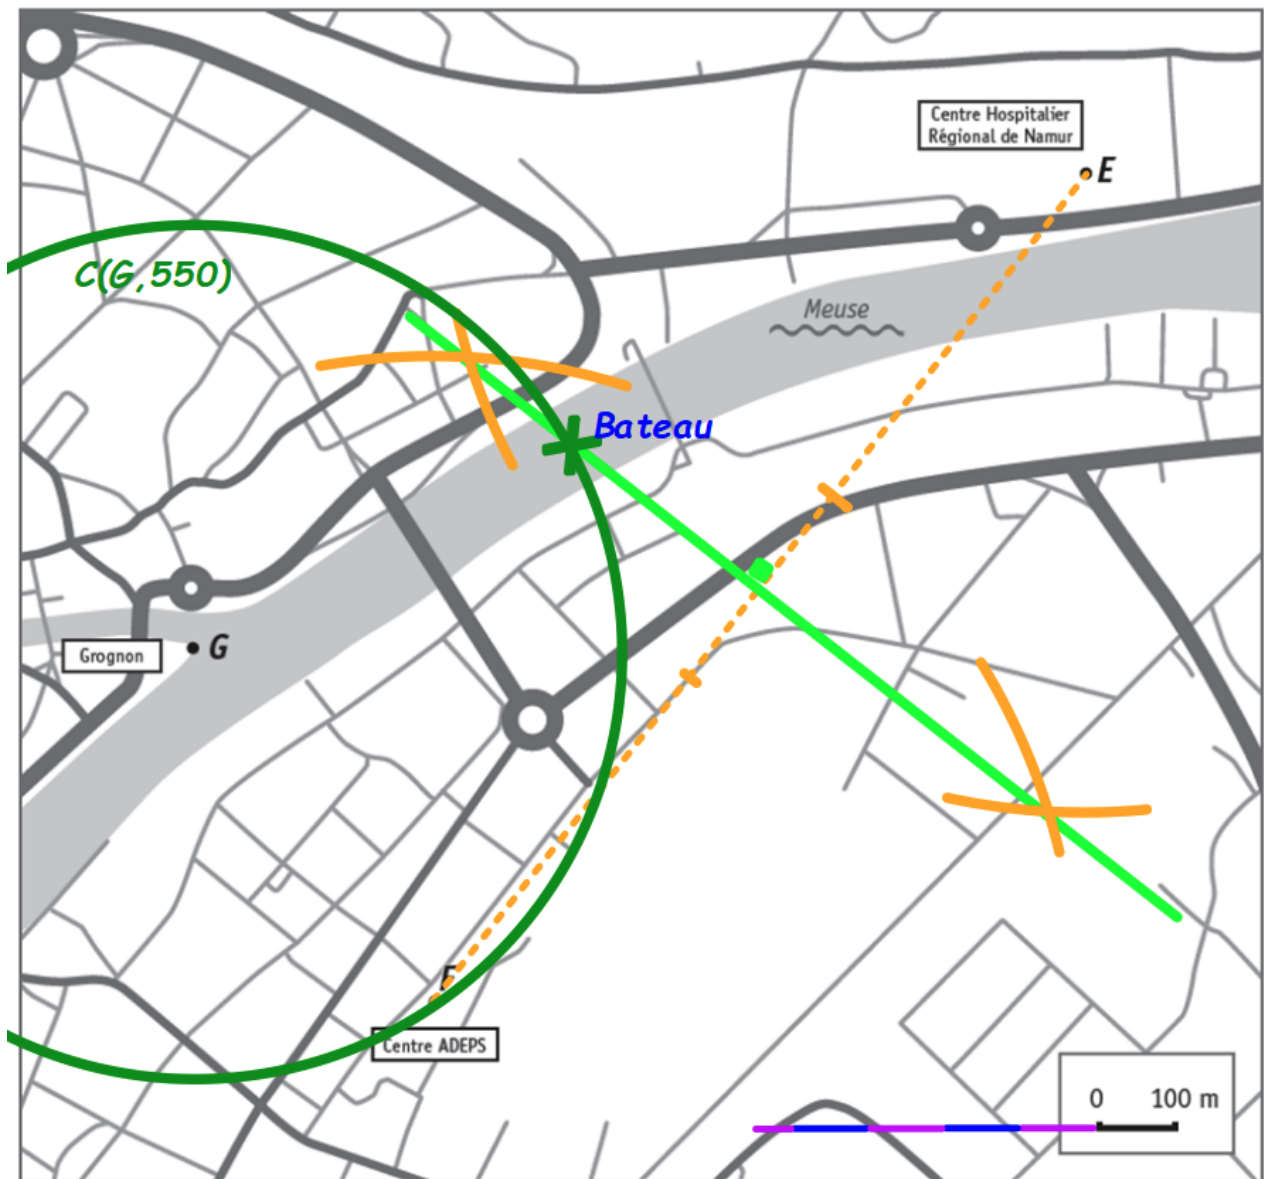 Centre Hospitalier
Régional de Namur
E
C(G,550)
Meuse
Bateau
Grognon
G
F
Centre ADEPS
0 100 m